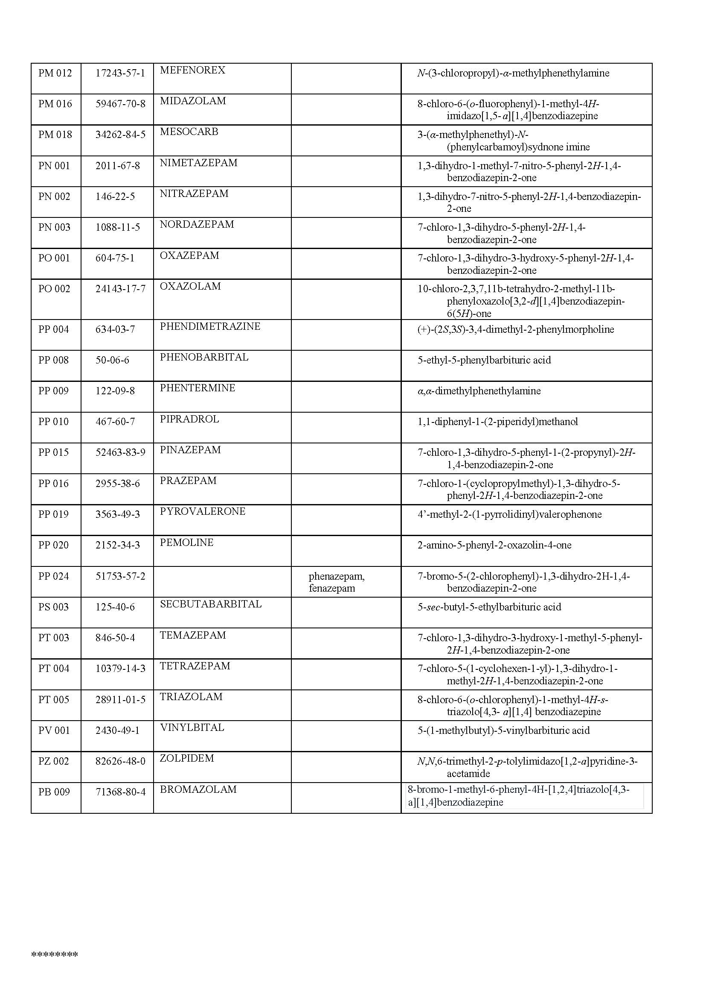 PM 012 17243-57-1 MEFENOREX N-(3-chloropropyl)-α-methylphenethylamine
PM 016 59467-70-8 MIDAZOLAM 8-chloro-6-(o-fluorophenyl)-1-methyl-4H-
imidazo[1,5- a][1,4]benzodiazepine
PM 018 34262-84-5 MESOCARB 3-(α-methylphenethyl)-N-
(phenylcarbamoyl)sydnone imine
PN 001 2011-67-8 NIMETAZEPAM 1,3-dihydro-1-methyl-7-nitro-5-phenyl-2H-1,4-
benzodiazepin-2-one
PN 002 146-22-5 NITRAZEPAM 1,3-dihydro-7-nitro-5-phenyl-2H-1,4-benzodiazepin-
2-one
PN 003 1088-11-5 NORDAZEPAM 7-chloro-1,3-dihydro-5-phenyl-2H-1,4-
benzodiazepin-2-one
PO 001 604-75-1 OXAZEPAM 7-chloro-1,3-dihydro-3-hydroxy-5-phenyl-2H-1,4-
benzodiazepin-2-one
PO 002 24143-17-7 OXAZOLAM 10-chloro-2,3,7,11b-tetrahydro-2-methyl-11b-
phenyloxazolo[3,2-d][1,4]benzodiazepin-
6(5H)-one
PP 004 634-03-7 PHENDIMETRAZINE (+)-(2S,3S)-3,4-dimethyl-2-phenylmorpholine
PP 008 50-06-6 PHENOBARBITAL 5-ethyl-5-phenylbarbituric acid
PP 009 122-09-8 PHENTERMINE α,α-dimethylphenethylamine
PP 010 467-60-7 PIPRADROL 1,1-diphenyl-1-(2-piperidyl)methanol
PP 015 52463-83-9 PINAZEPAM 7-chloro-1,3-dihydro-5-phenyl-1-(2-propynyl)-2H-
1,4-benzodiazepin-2-one
PP 016 2955-38-6 PRAZEPAM 7-chloro-1-(cyclopropylmethyl)-1,3-dihydro-5-
phenyl-2H-1,4-benzodiazepin-2-one
PP 019 3563-49-3 PYROVALERONE 4’-methyl-2-(1-pyrrolidinyl)valerophenone
PP 020 2152-34-3 PEMOLINE 2-amino-5-phenyl-2-oxazolin-4-one
PP 024 51753-57-2 phenazepam, 7-bromo-5-(2-chlorophenyl)-1,3-dihydro-2H-1,4-
fenazepam benzodiazepin-2-one
PS 003 125-40-6 SECBUTABARBITAL 5-sec-butyl-5-ethylbarbituric acid
PT 003 846-50-4 TEMAZEPAM 7-chloro-1,3-dihydro-3-hydroxy-1-methyl-5-phenyl-
2H-1,4-benzodiazepin-2-one
PT 004 10379-14-3 TETRAZEPAM 7-chloro-5-(1-cyclohexen-1-yl)-1,3-dihydro-1-
methyl-2H-1,4-benzodiazepin-2-one
PT 005 28911-01-5 TRIAZOLAM 8-chloro-6-(o-chlorophenyl)-1-methyl-4H-s-
triazolo[4,3- a][1,4] benzodiazepine
PV 001 2430-49-1 VINYLBITAL 5-(1-methylbutyl)-5-vinylbarbituric acid
PZ 002 82626-48-0 ZOLPIDEM N,N,6-trimethyl-2-p-tolylimidazo[1,2-a]pyridine-3-
acetamide
PB 009 71368-80-4 BROMAZOLAM 8-bromo-1-methyl-6-phenyl-4H-[1,2,4]triazolo[4,3-
a][1,4]benzodiazepine
********